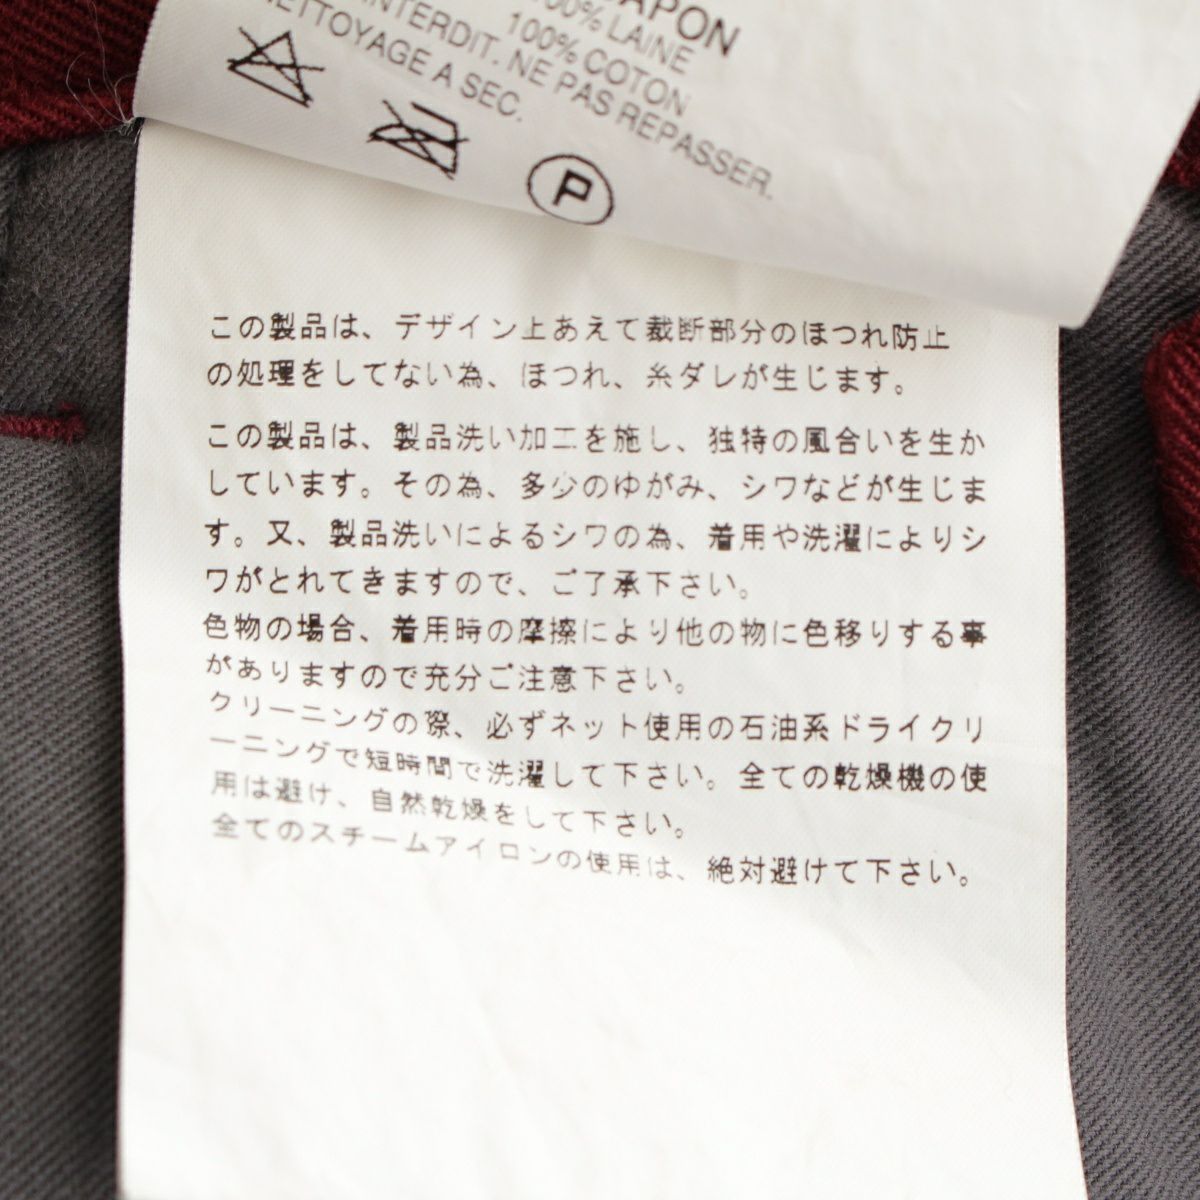 JAPON
100% LAINE
100% COTON
INTERDIT. NE PAS REPASSER.
NETTOYAGE A SEC.
P
この製品は、デザイン上あえて裁断部分のほつれ防止
の処理をしてない為、ほつれ、糸ダレが生じます。
この製品は、製品洗い加工を施し、独特の風合いを生か
しています。その為、多少のゆがみ、シワなどが生じま
す。又、製品洗いによるシワの為、着用や洗濯によりシ
ワがとれてきますので、ご了承下さい。
色物の場合、着用時の摩擦により他の物に色移りする事
がありますので充分ご注意下さい。
クリーニングの際、必ずネット使用の石油系ドライクリ
ーニングで短時間で洗濯して下さい。全ての乾燥機の使
用は避け、自然乾燥をして下さい。
全てのスチームアイロンの使用は、絶対避けて下さい。